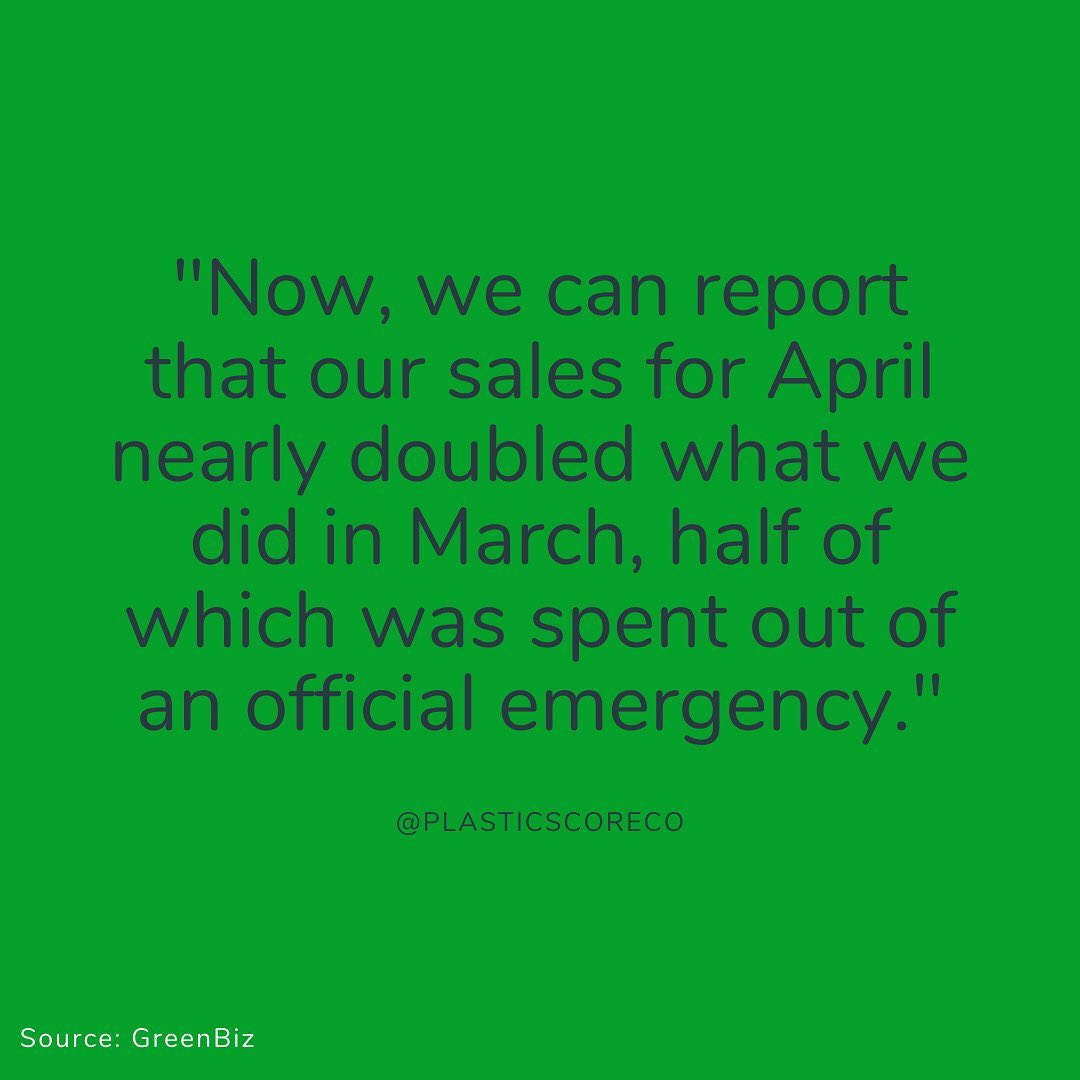 "Now, we can report
that our sales for April
nearly doubled what we
did in March, half of
which was spent out of
an official emergency."
@PLASTICSCORECO
Source: GreenBiz